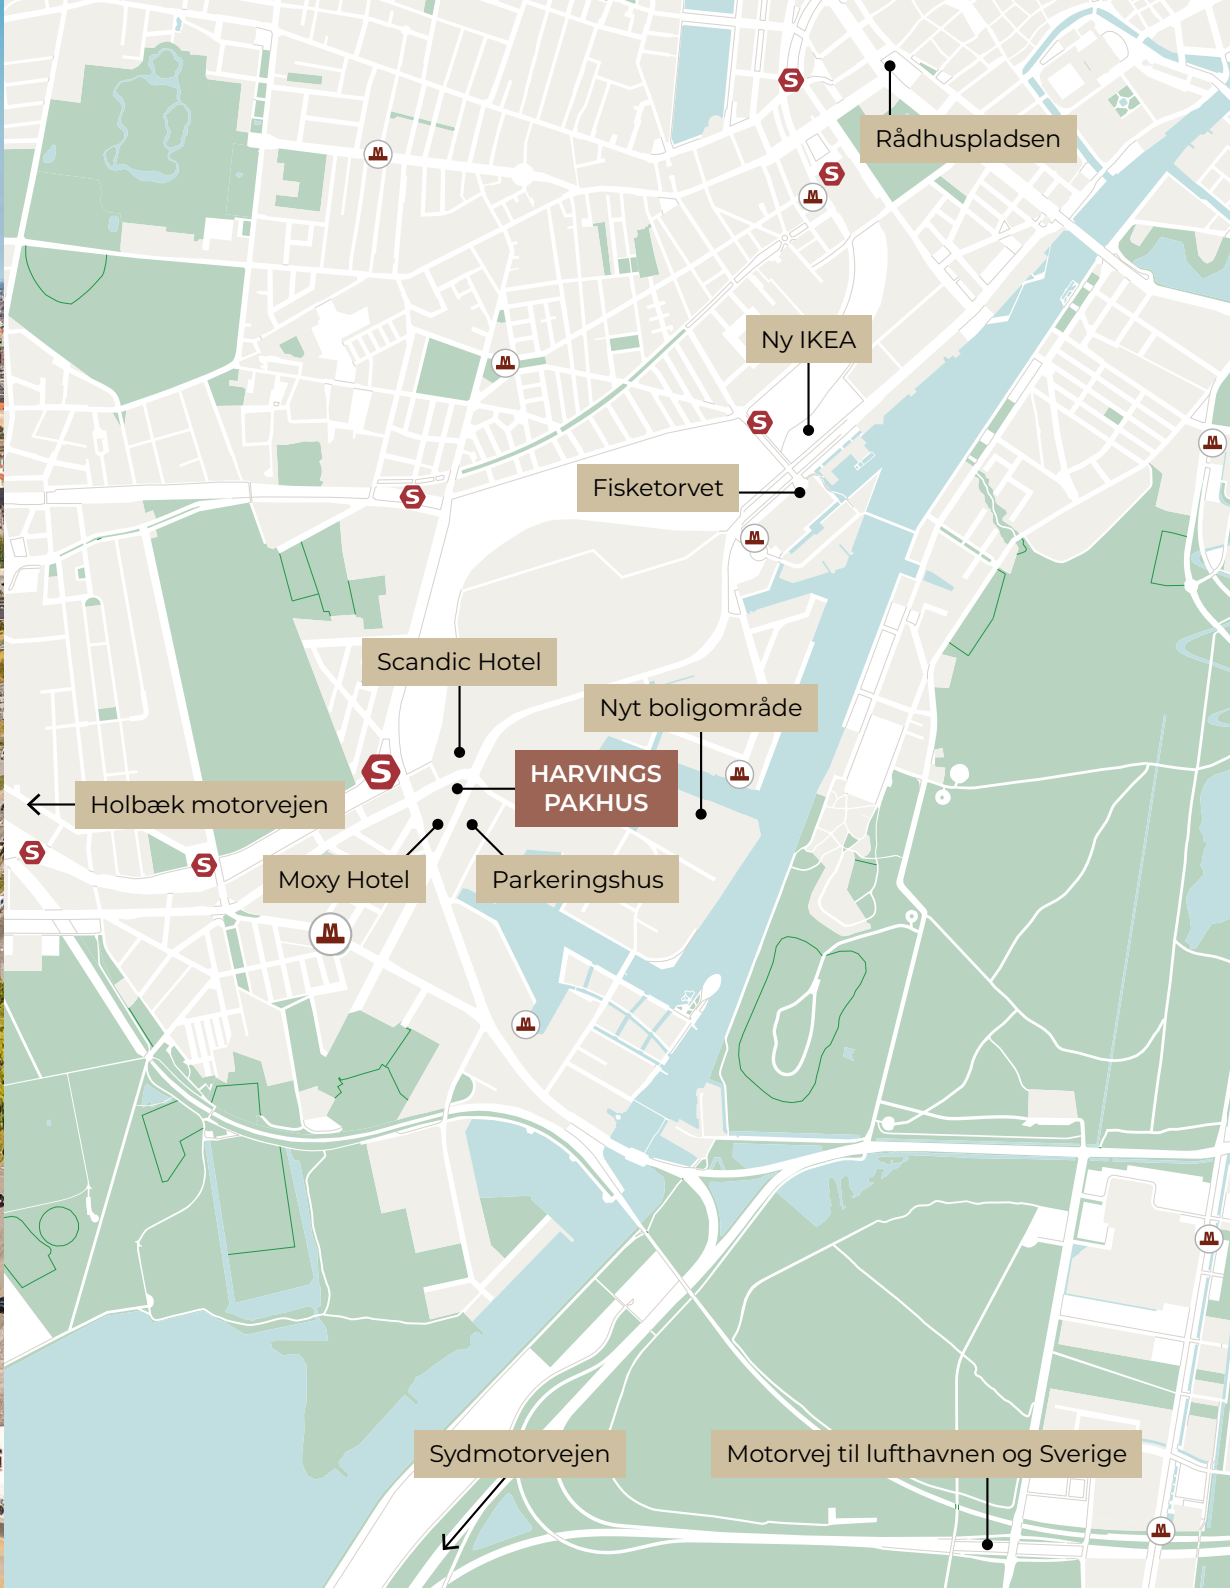 S
Rådhuspladsen
M
S
M
Ny IKEA
M
S
M
Fisketorvet
S
M
Scandic Hotel
Nyt boligområde
S
HARVINGS
PAKHUS
M
Holbæk motorvejen
S
S
Moxy Hotel
Parkeringshus
M
M
M
Sydmotorvejen
Motorvej til lufthavnen og Sverige
M